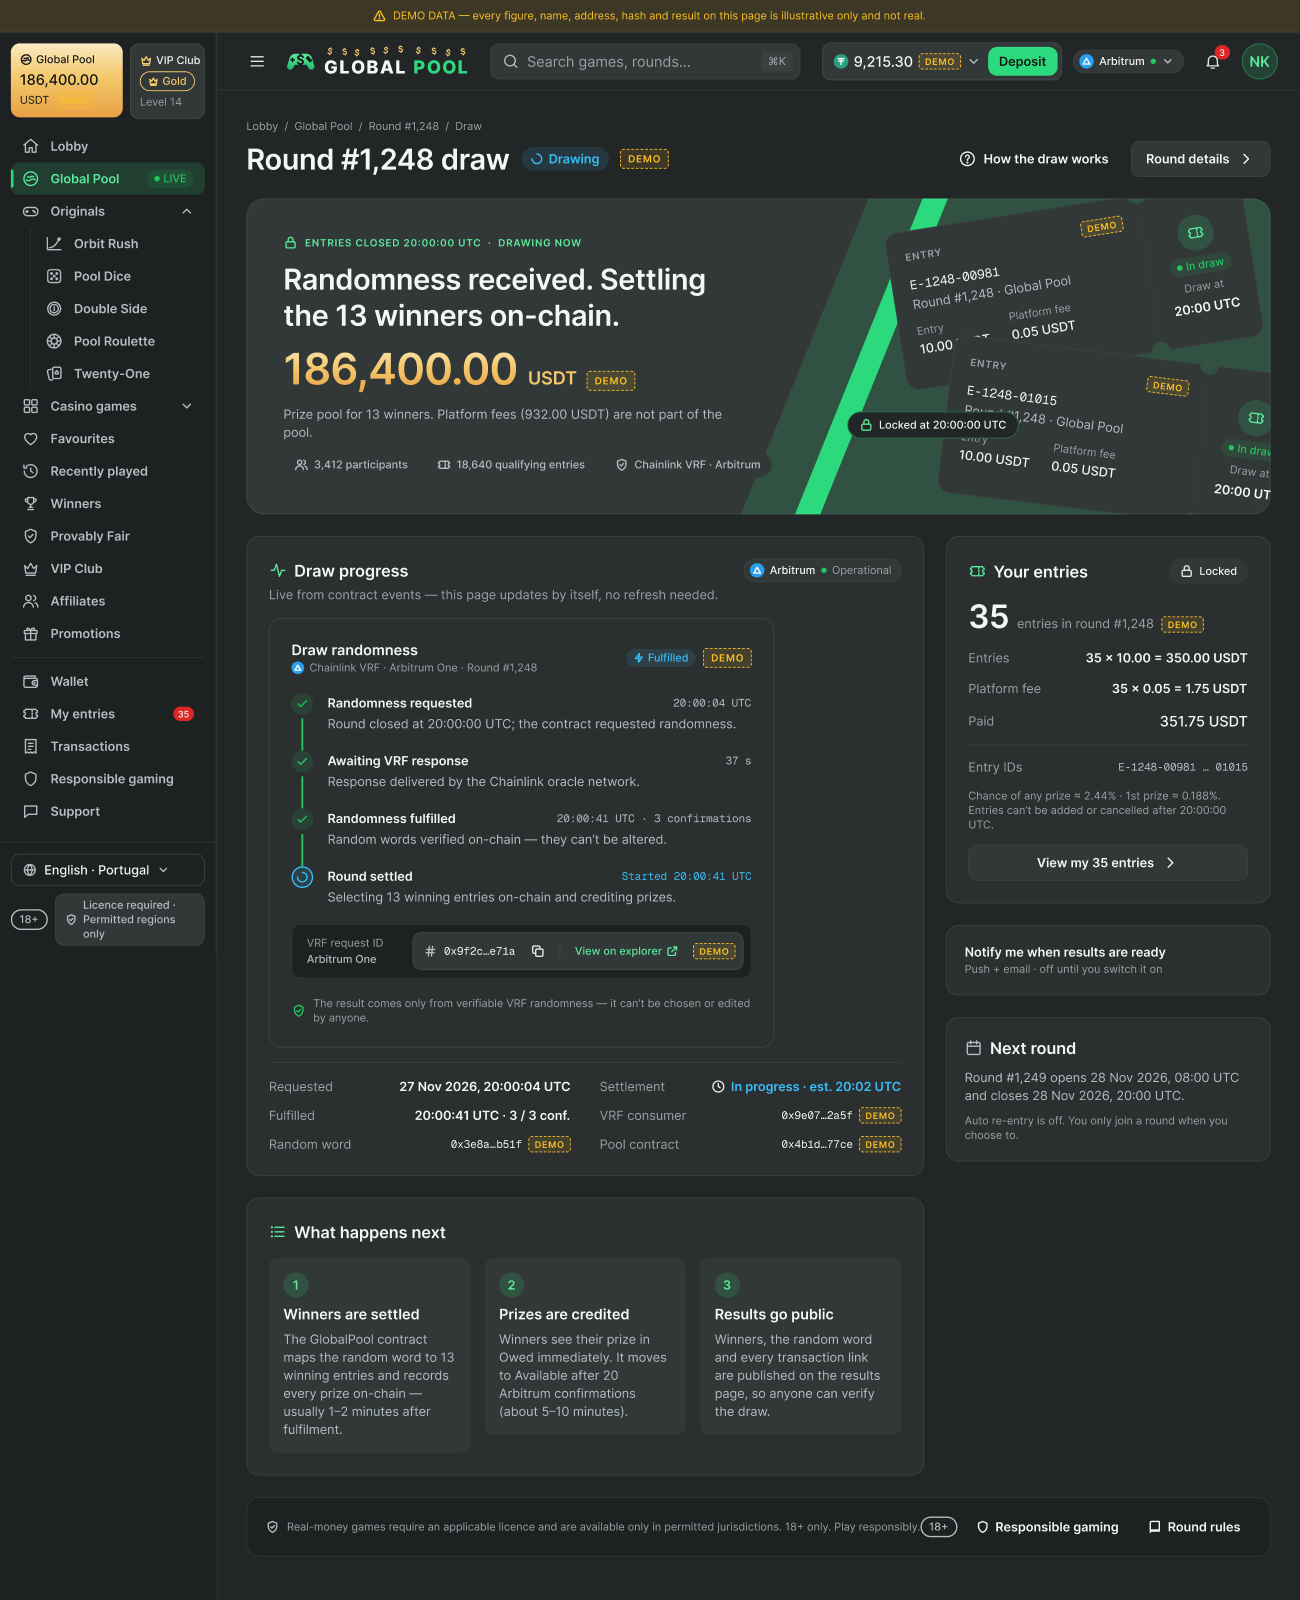 DEMO DATA — every figure, name, address, hash and result on this page is illustrative only and not real.
Global Pool
186,400.00
USDT DEMO
VIP Club
Gold
Level 14
GLOBAL POOL
Search games, rounds...
⌘K
9,215.30 DEMO
Deposit
Arbitrum
3
NK
Lobby
Global Pool LIVE
Originals
Orbit Rush
Pool Dice
Double Side
Pool Roulette
Twenty-One
Casino games
Favourites
Recently played
Winners
Provably Fair
VIP Club
Affiliates
Promotions
Wallet
My entries 35
Transactions
Responsible gaming
Support
English · Portugal
18+
Licence required ·
Permitted regions
only
Lobby / Global Pool / Round #1,248 / Draw
Round #1,248 draw
Drawing
DEMO
How the draw works
Round details
ENTRIES CLOSED 20:00:00 UTC · DRAWING NOW
Randomness received. Settling
the 13 winners on-chain.
186,400.00 USDT DEMO
Prize pool for 13 winners. Platform fees (932.00 USDT) are not part of the
pool.
3,412 participants
18,640 qualifying entries
Chainlink VRF · Arbitrum
ENTRY
DEMO
E-1248-00981
Round #1,248 · Global Pool
Entry
10.00
Platform fee
0.05 USDT
In draw
Draw at
20:00 UTC
ENTRY
DEMO
E-1248-01015
1,248 · Global Pool
Entry
10.00 USDT
Platform fee
0.05 USDT
In draw
Draw at
20:00 UT
Locked at 20:00:00 UTC
Draw progress
Arbitrum Operational
Live from contract events — this page updates by itself, no refresh needed.
Draw randomness
Chainlink VRF · Arbitrum One · Round #1,248
Fulfilled
DEMO
Randomness requested 20:00:04 UTC
Round closed at 20:00:00 UTC; the contract requested randomness.
Awaiting VRF response 37 s
Response delivered by the Chainlink oracle network.
Randomness fulfilled 20:00:41 UTC · 3 confirmations
Random words verified on-chain — they can't be altered.
Round settled Started 20:00:41 UTC
Selecting 13 winning entries on-chain and crediting prizes.
VRF request ID
Arbitrum One
0x9f2c…e71a
View on explorer
DEMO
The result comes only from verifiable VRF randomness — it can't be chosen or edited
by anyone.
Requested 27 Nov 2026, 20:00:04 UTC
Settlement In progress · est. 20:02 UTC
Fulfilled 20:00:41 UTC · 3 / 3 conf.
VRF consumer 0x9e07…2a5f DEMO
Random word 0x3e8a…b51f DEMO
Pool contract 0x4b1d…77ce DEMO
Your entries
Locked
35 entries in round #1,248 DEMO
Entries 35 × 10.00 = 350.00 USDT
Platform fee 35 × 0.05 = 1.75 USDT
Paid 351.75 USDT
Entry IDs E-1248-00981 … 01015
Chance of any prize ≈ 2.44% · 1st prize ≈ 0.188%.
Entries can't be added or cancelled after 20:00:00
UTC.
View my 35 entries
Notify me when results are ready
Push + email · off until you switch it on
Next round
Round #1,249 opens 28 Nov 2026, 08:00 UTC
and closes 28 Nov 2026, 20:00 UTC.
Auto re-entry is off. You only join a round when you
choose to.
What happens next
1
Winners are settled
The GlobalPool contract
maps the random word to 13
winning entries and records
every prize on-chain —
usually 1–2 minutes after
fulfilment.
2
Prizes are credited
Winners see their prize in
Owed immediately. It moves
to Available after 20
Arbitrum confirmations
(about 5–10 minutes).
3
Results go public
Winners, the random word
and every transaction link
are published on the results
page, so anyone can verify
the draw.
Real-money games require an applicable licence and are available only in permitted jurisdictions. 18+ only. Play responsibly.
18+
Responsible gaming
Round rules